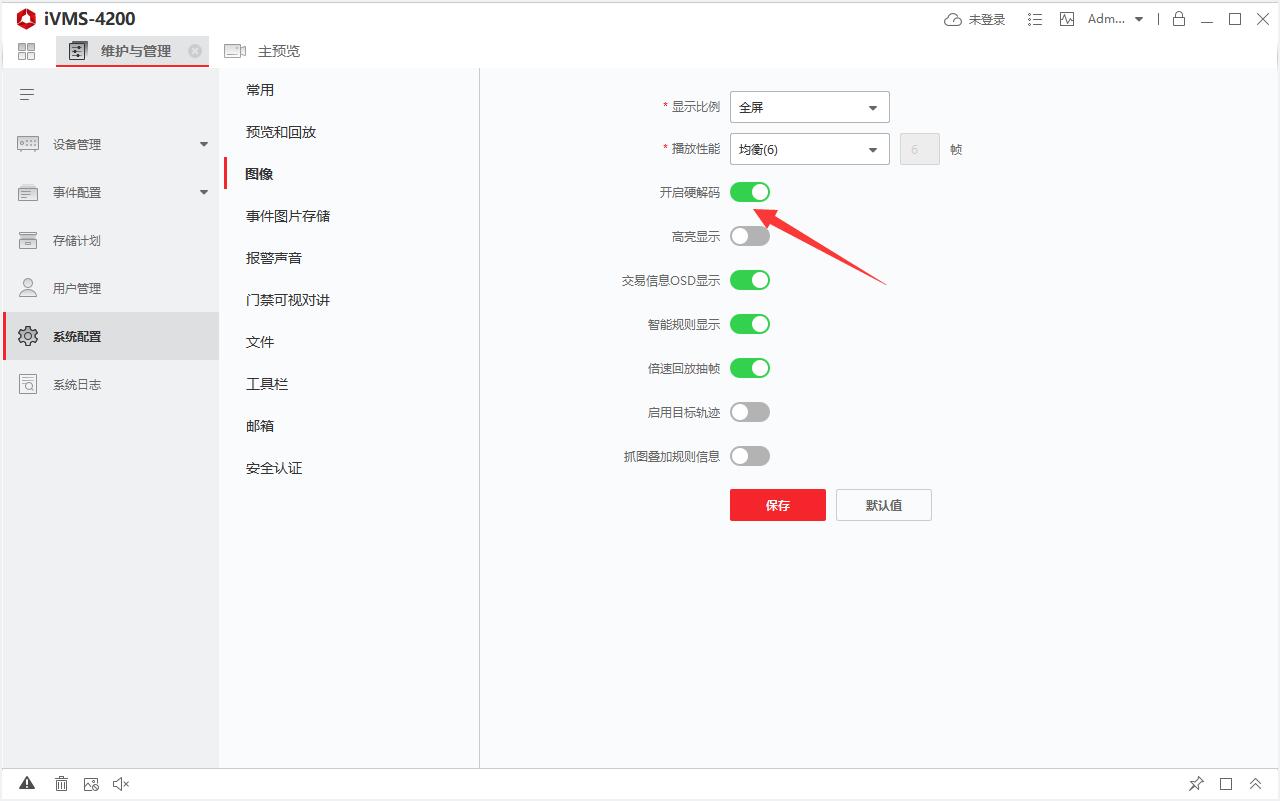 iVMS-4200
未登录
Adm...
维护与管理
主预览
设备管理
事件配置
存储计划
用户管理
系统配置
系统日志
常用
预览和回放
图像
事件图片存储
报警声音
门禁可视对讲
文件
工具栏
邮箱
安全认证
* 显示比例 全屏
* 播放性能 均衡(6) 6 帧
开启硬解码
高亮显示
交易信息OSD显示
智能规则显示
倍速回放抽帧
启用目标轨迹
抓图叠加规则信息
保存 默认值